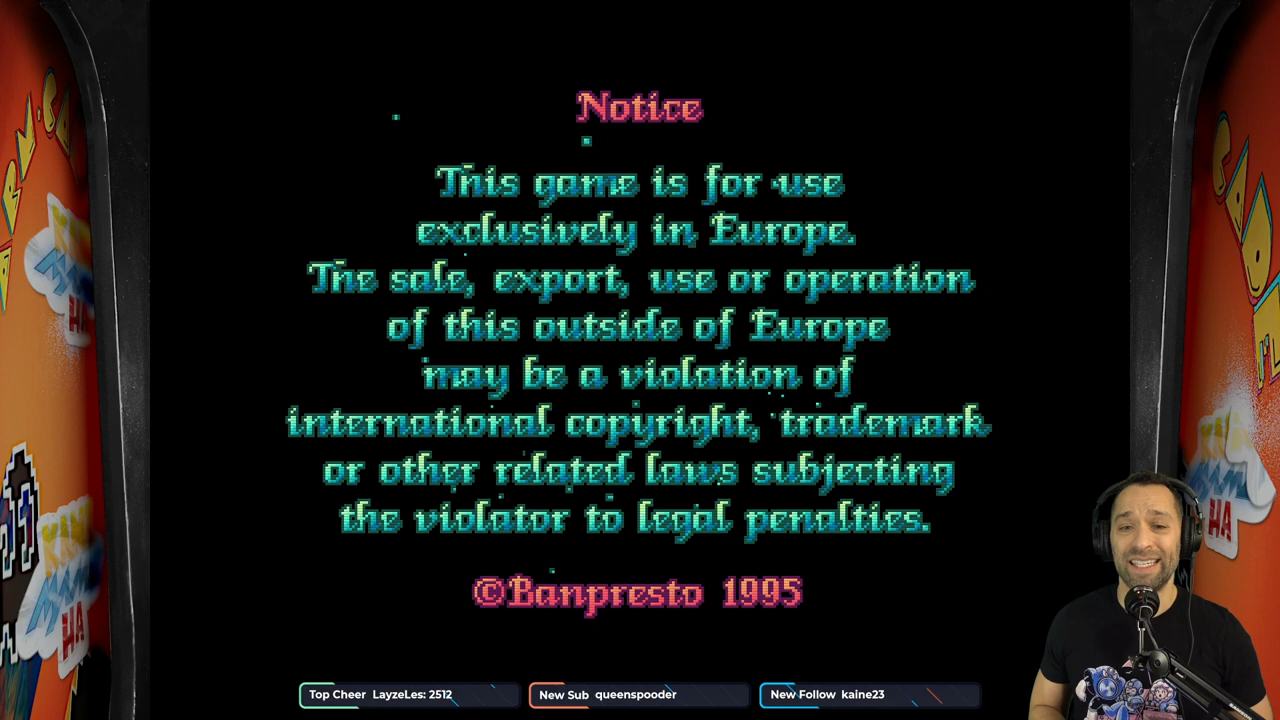 Notice
This game is for use
exclusively in Europe.
The sale, export, use or operation
of this outside of Europe
may be a violation of
international copyright, trademark
or other related laws subjecting
the violator to legal penalties.
©Banpresto 1995
Top Cheer LayzeLes: 2512
New Sub queenspooder
New Follow kaine23